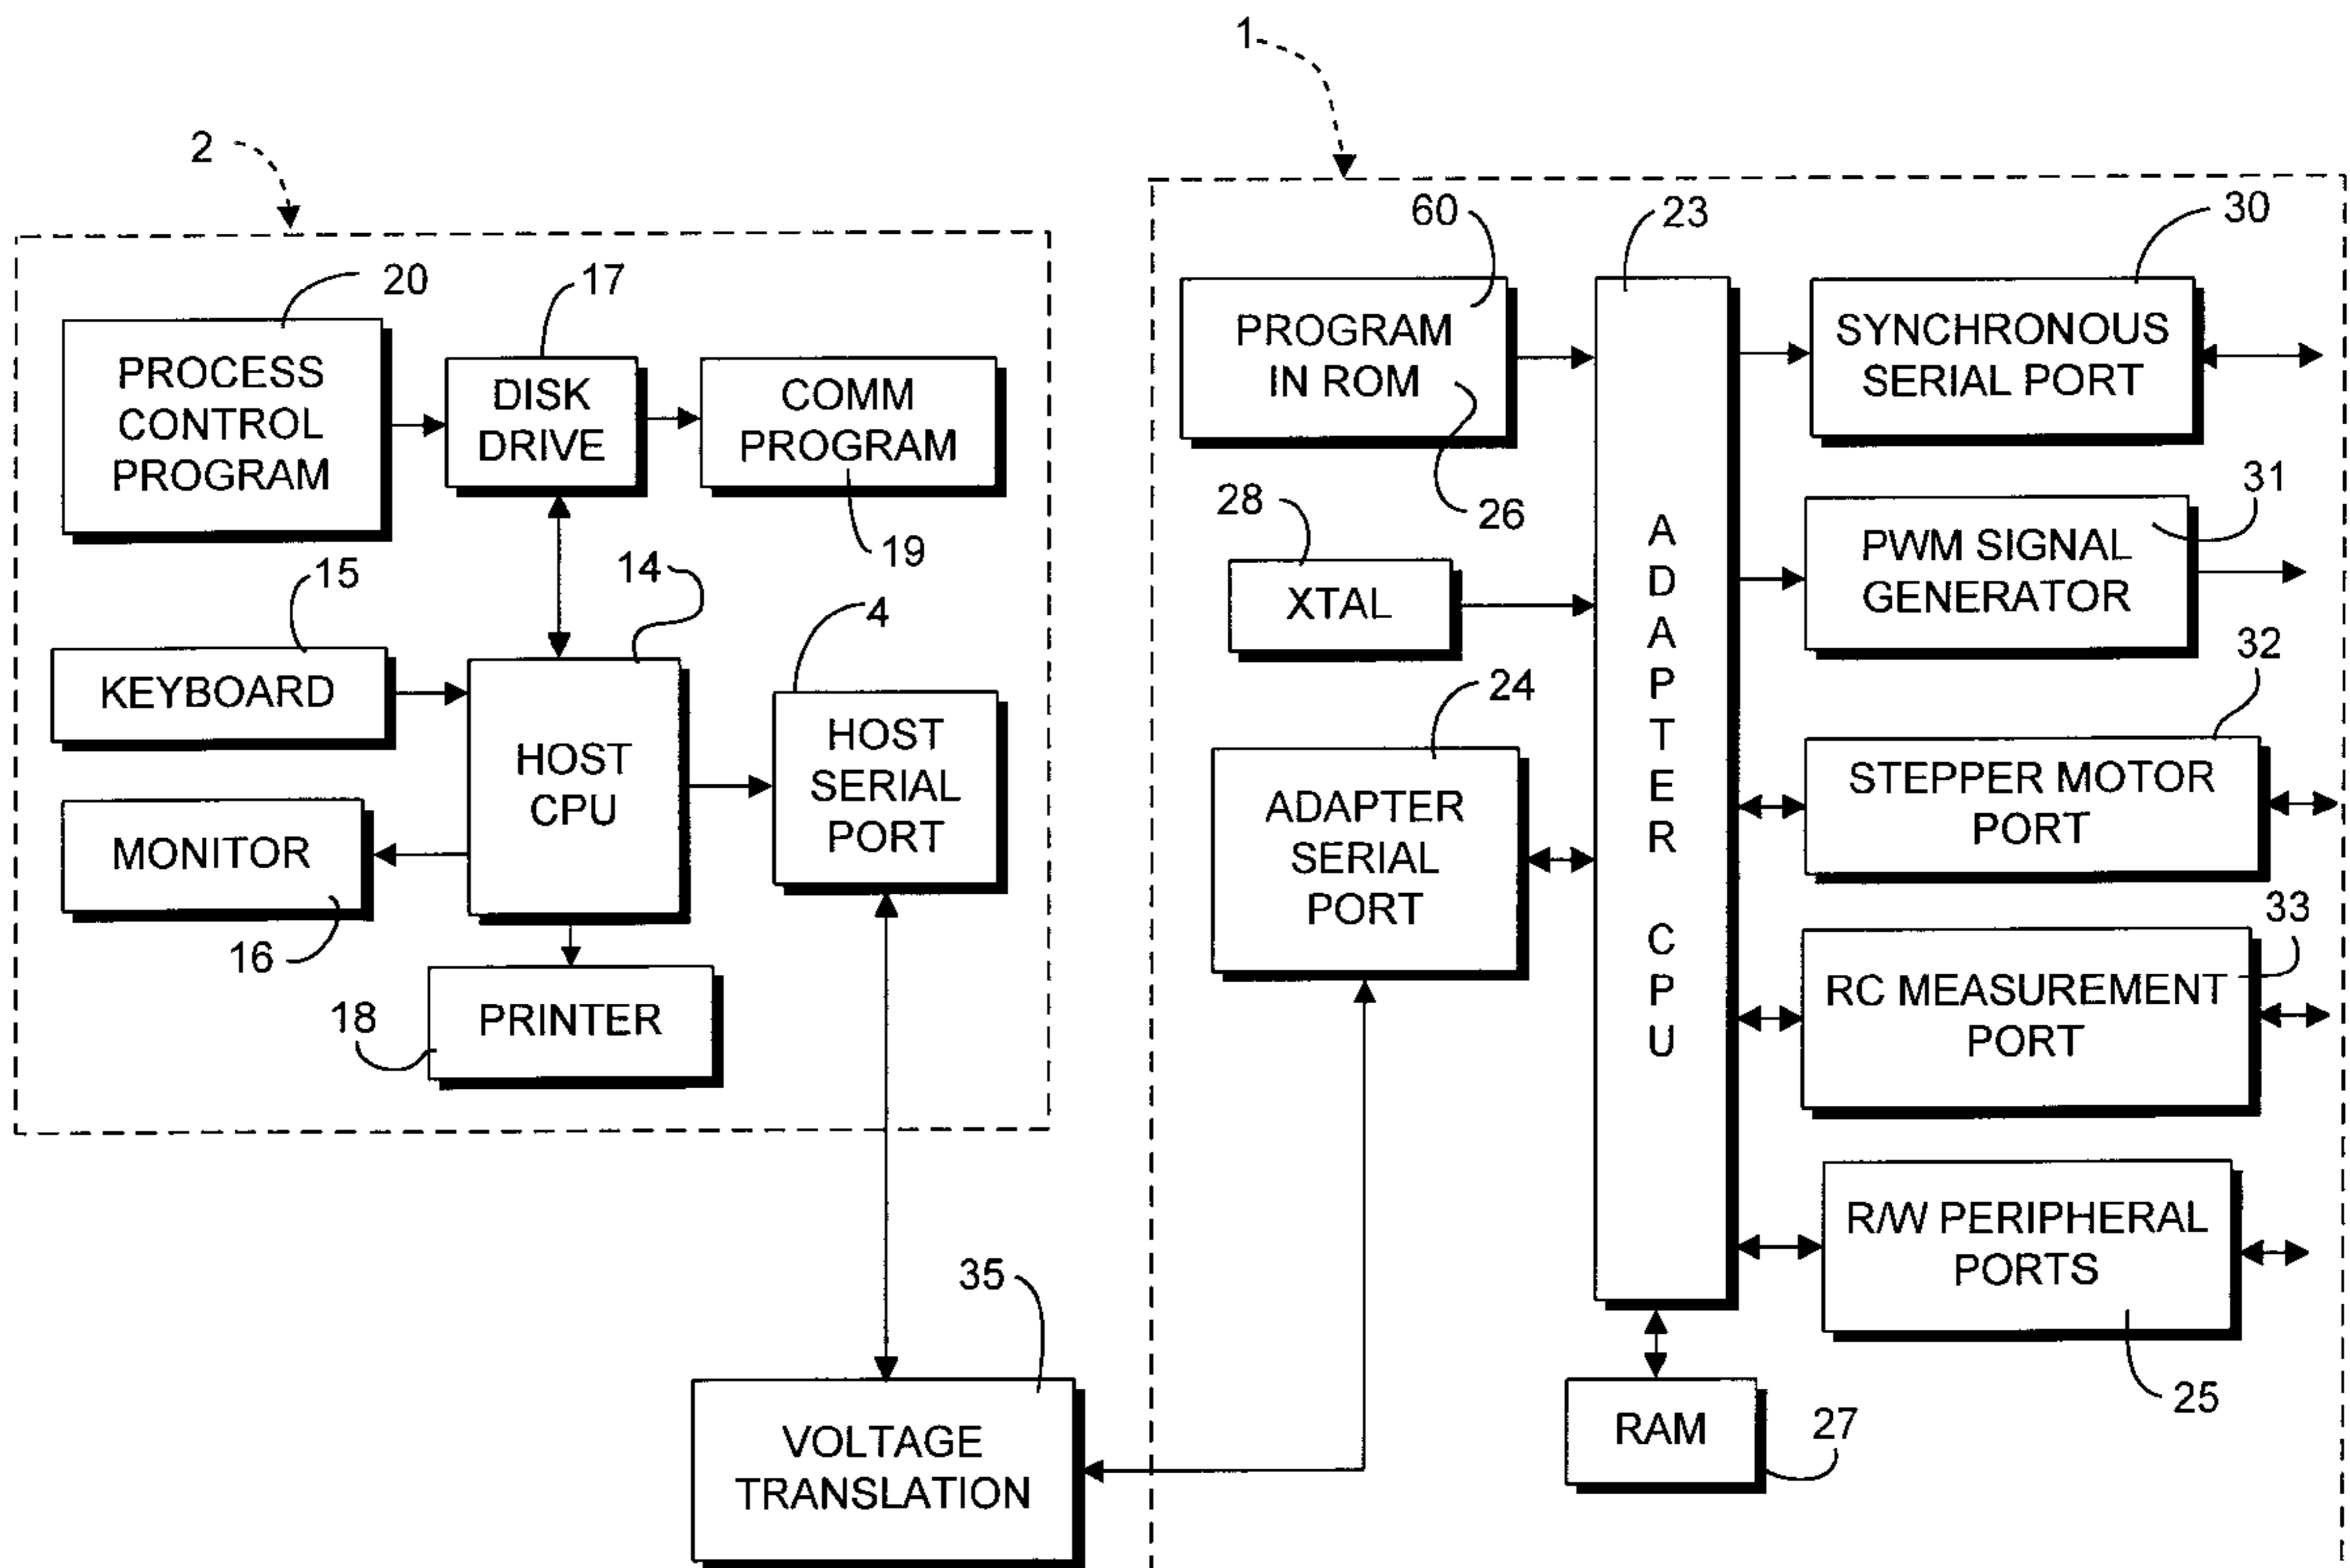 1
2
60
23
30
20
17
PROCESS
CONTROL
PROGRAM
DISK
DRIVE
COMM
PROGRAM
19
PROGRAM
IN ROM
26
SYNCHRONOUS
SERIAL PORT
28
XTAL
31
PWM SIGNAL
GENERATOR
15
14
4
KEYBOARD
HOST
CPU
HOST
SERIAL
PORT
MONITOR
16
18
PRINTER
24
ADAPTER
SERIAL
PORT
A
D
A
P
T
E
R
C
P
U
32
STEPPER MOTOR
PORT
33
RC MEASUREMENT
PORT
R/W PERIPHERAL
PORTS
25
35
VOLTAGE
TRANSLATION
RAM
27